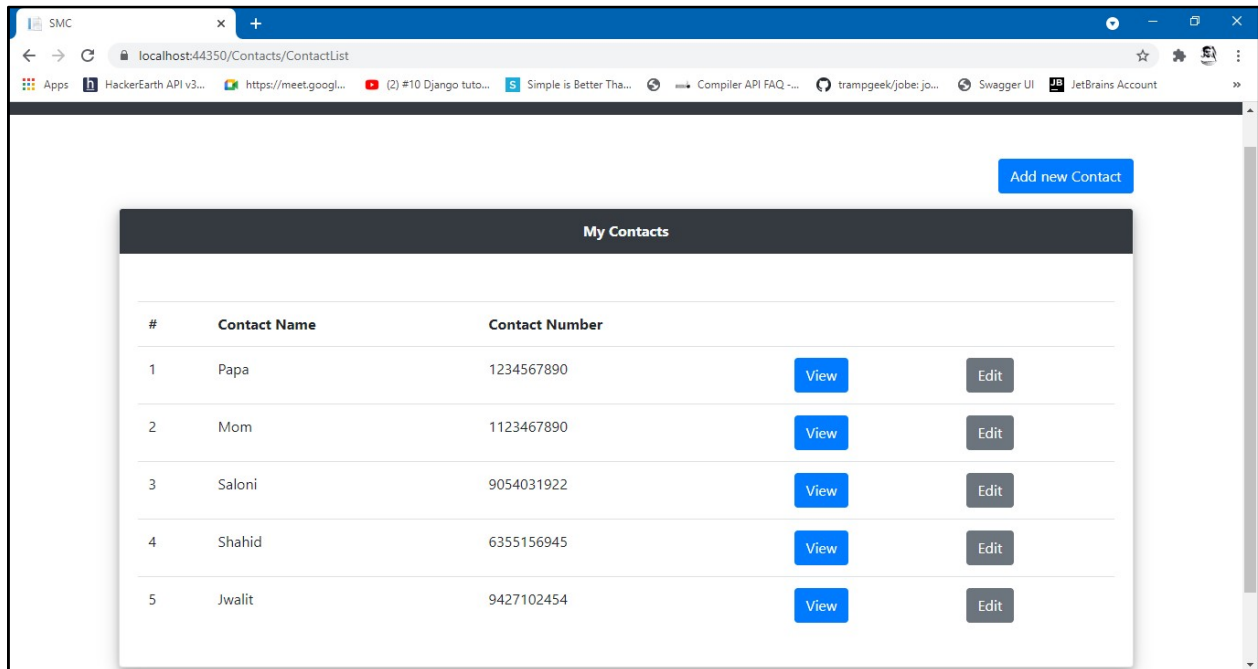 SMC
localhost:44350/Contacts/ContactList
Apps HackerEarth API v3... https://meet.googl... (2) #10 Django tuto... Simple is Better Tha... Compiler API FAQ -... trampgeek/jobe: jo... Swagger UI JetBrains Account
Add new Contact
My Contacts
# Contact Name Contact Number
1 Papa 1234567890 View Edit
2 Mom 1123467890 View Edit
3 Saloni 9054031922 View Edit
4 Shahid 6355156945 View Edit
5 Jwalit 9427102454 View Edit